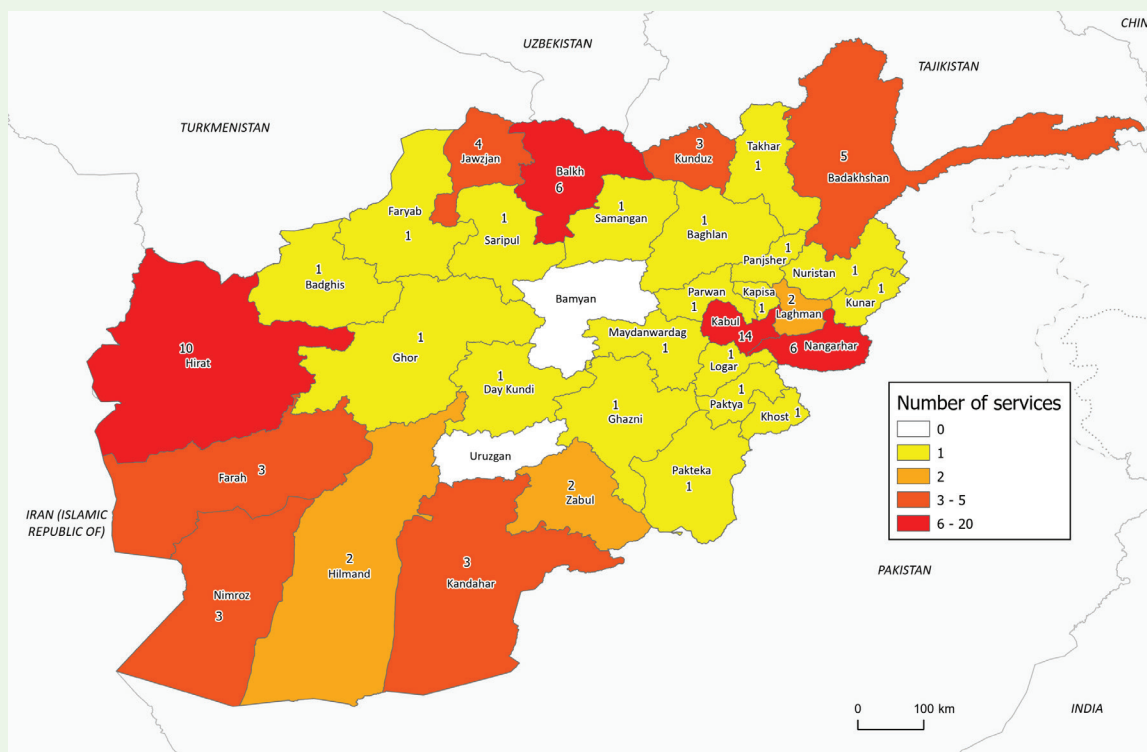 CHIN
UZBEKISTAN
TAJIKISTAN
TURKMENISTAN
4
Jawzjan
Balkh
6
3
Kunduz
Takhar
1
5
Badakhshan
Faryab
1
1
Saripul
1
Samangan
1
Baghlan
1
Panjsher
Nuristan
1
1
Badghis
Bamyan
Parwan
1
Kapisa
1
2
Laghman
1
Kunar
Kabul
14
6 Nangarhar
10
Hirat
1
Ghor
Maydanwardag
1
1
Logar
1
Day Kundi
1
Paktya
1
Ghazni
Khost 1
Uruzgan
Farah 3
2
Zabul
Pakteka
1
IRAN (ISLAMIC
REPUBLIC OF)
2
Hilmand
3
Kandahar
Nimroz
3
PAKISTAN
INDIA
Number of services
0
1
2
3 - 5
6 - 20
0 100 km